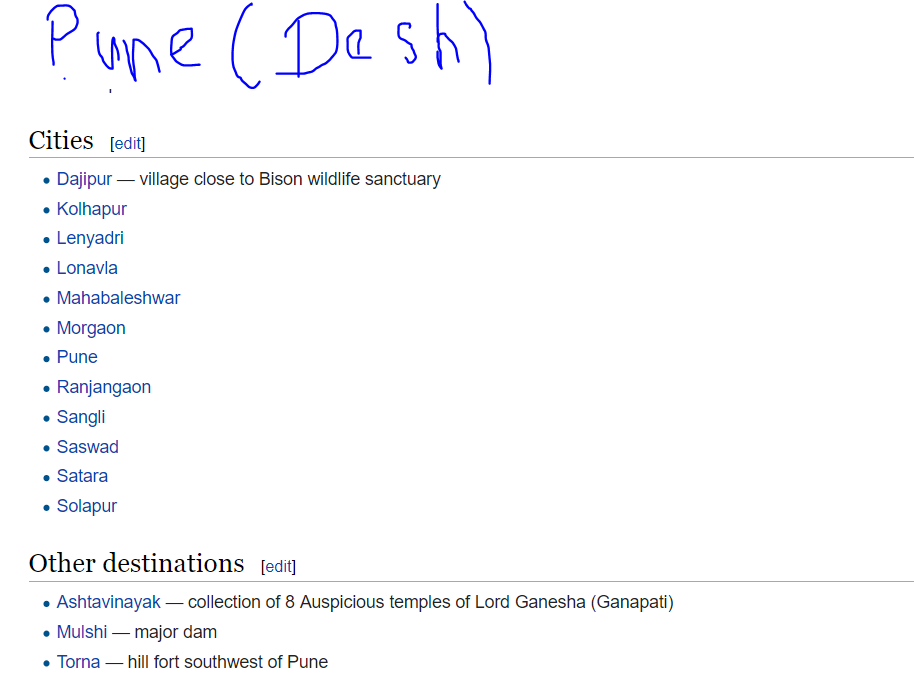 Pune (Dash)
Cities [edit]
• Dajipur — village close to Bison wildlife sanctuary
• Kolhapur
• Lenyadri
• Lonavla
• Mahabaleshwar
• Morgaon
• Pune
• Ranjangaon
• Sangli
• Saswad
• Satara
• Solapur
Other destinations [edit]
• Ashtavinayak — collection of 8 Auspicious temples of Lord Ganesha (Ganapati)
• Mulshi — major dam
• Torna — hill fort southwest of Pune